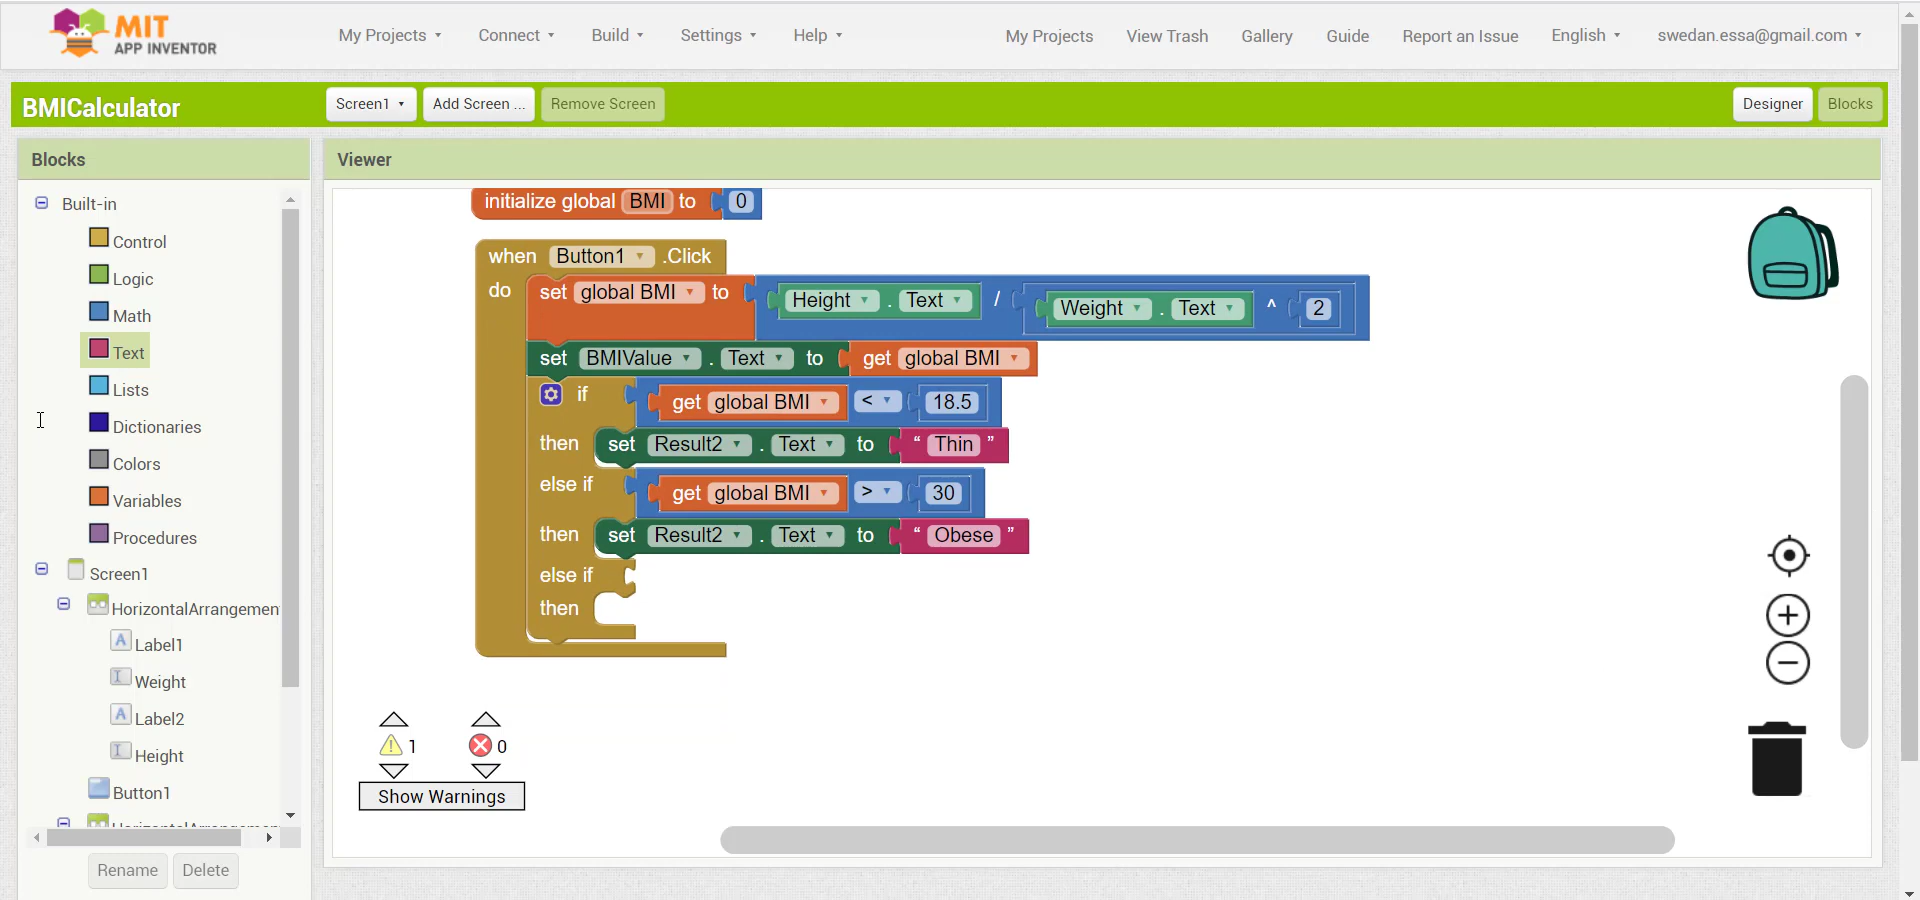 MIT
APP INVENTOR
My Projects Connect Build Settings Help My Projects View Trash Gallery Guide Report an Issue English swedan.essa@gmail.com
BMICalculator Screen1 Add Screen ... Remove Screen Designer Blocks
Blocks Viewer
Built-in
Control
Logic
Math
Text
Lists
Dictionaries
Colors
Variables
Procedures
Screen1
HorizontalArrangemen
Label1
Weight
Label2
Height
Button1
Rename Delete
initialize global BMI to 0
when Button1 .Click
do set global BMI to Height . Text / Weight . Text ^ 2
set BMIValue . Text to get global BMI
if get global BMI < 18.5
then set Result2 . Text to “ Thin ”
else if get global BMI > 30
then set Result2 . Text to “ Obese ”
else if
then
1 0
Show Warnings